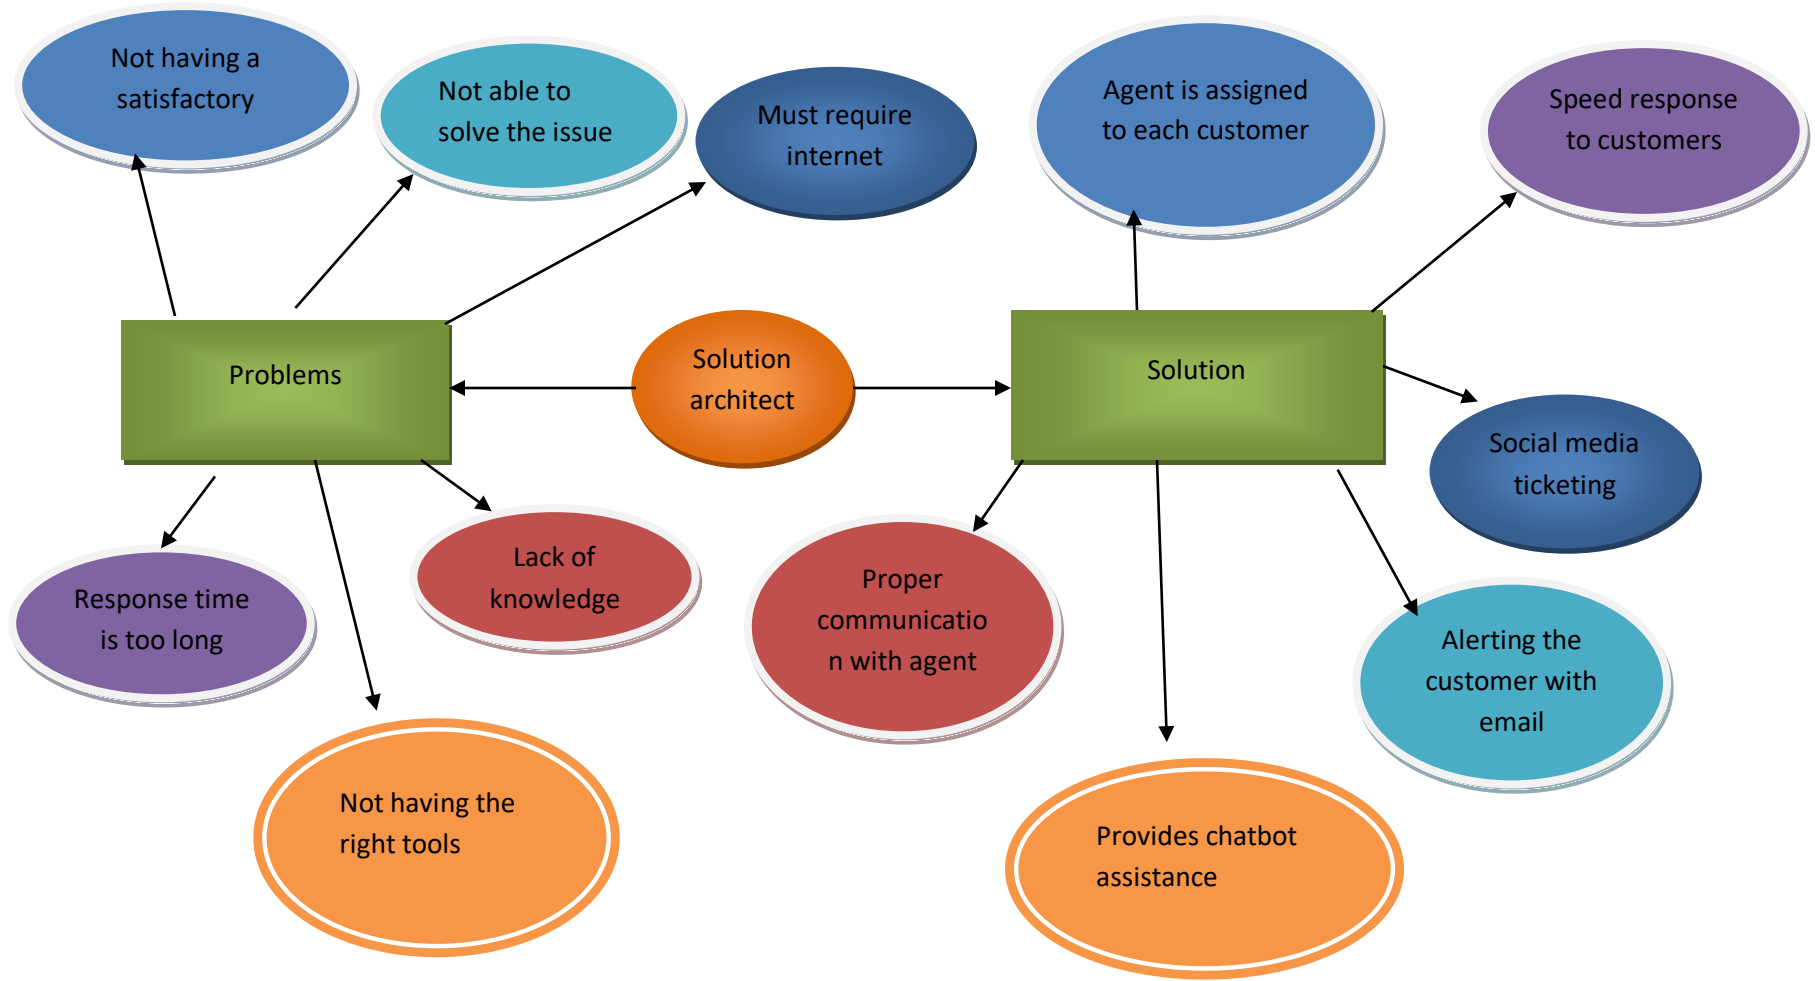 Not having a
satisfactory
Not able to
solve the issue
Must require
internet
Agent is assigned
to each customer
Speed response
to customers
Problems
Solution
architect
Solution
Social media
ticketing
Response time
is too long
Lack of
knowledge
Proper
communicatio
n with agent
Alerting the
customer with
email
Not having the
right tools
Provides chatbot
assistance